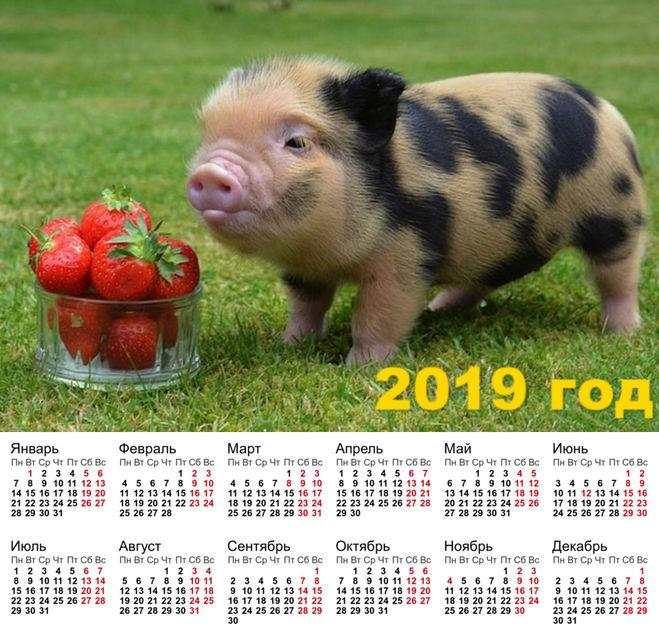 2019 год
Январь
Пн Вт Ср Чт Пт Сб Вс
1 2 3 4 5 6
7 8 9 10 11 12 13
14 15 16 17 18 19 20
21 22 23 24 25 26 27
28 29 30 31
Февраль
Пн Вт Ср Чт Пт Сб Вс
1 2 3
4 5 6 7 8 9 10
11 12 13 14 15 16 17
18 19 20 21 22 23 24
25 26 27 28
Март
Пн Вт Ср Чт Пт Сб Вс
1 2 3
4 5 6 7 8 9 10
11 12 13 14 15 16 17
18 19 20 21 22 23 24
25 26 27 28 29 30 31
Апрель
Пн Вт Ср Чт Пт Сб Вс
1 2 3 4 5 6 7
8 9 10 11 12 13 14
15 16 17 18 19 20 21
22 23 24 25 26 27 28
29 30
Май
Пн Вт Ср Чт Пт Сб Вс
1 2 3 4 5
6 7 8 9 10 11 12
13 14 15 16 17 18 19
20 21 22 23 24 25 26
27 28 29 30 31
Июнь
Пн Вт Ср Чт Пт Сб Вс
1 2
3 4 5 6 7 8 9
10 11 12 13 14 15 16
17 18 19 20 21 22 23
24 25 26 27 28 29 30
Июль
Пн Вт Ср Чт Пт Сб Вс
1 2 3 4 5 6 7
8 9 10 11 12 13 14
15 16 17 18 19 20 21
22 23 24 25 26 27 28
29 30 31
Август
Пн Вт Ср Чт Пт Сб Вс
1 2 3 4
5 6 7 8 9 10 11
12 13 14 15 16 17 18
19 20 21 22 23 24 25
26 27 28 29 30 31
Сентябрь
Пн Вт Ср Чт Пт Сб Вс
1
2 3 4 5 6 7 8
9 10 11 12 13 14 15
16 17 18 19 20 21 22
23 24 25 26 27 28 29
30
Октябрь
Пн Вт Ср Чт Пт Сб Вс
1 2 3 4 5 6
7 8 9 10 11 12 13
14 15 16 17 18 19 20
21 22 23 24 25 26 27
28 29 30 31
Ноябрь
Пн Вт Ср Чт Пт Сб Вс
1 2 3
4 5 6 7 8 9 10
11 12 13 14 15 16 17
18 19 20 21 22 23 24
25 26 27 28 29 30
Декабрь
Пн Вт Ср Чт Пт Сб Вс
1
2 3 4 5 6 7 8
9 10 11 12 13 14 15
16 17 18 19 20 21 22
23 24 25 26 27 28 29
30 31